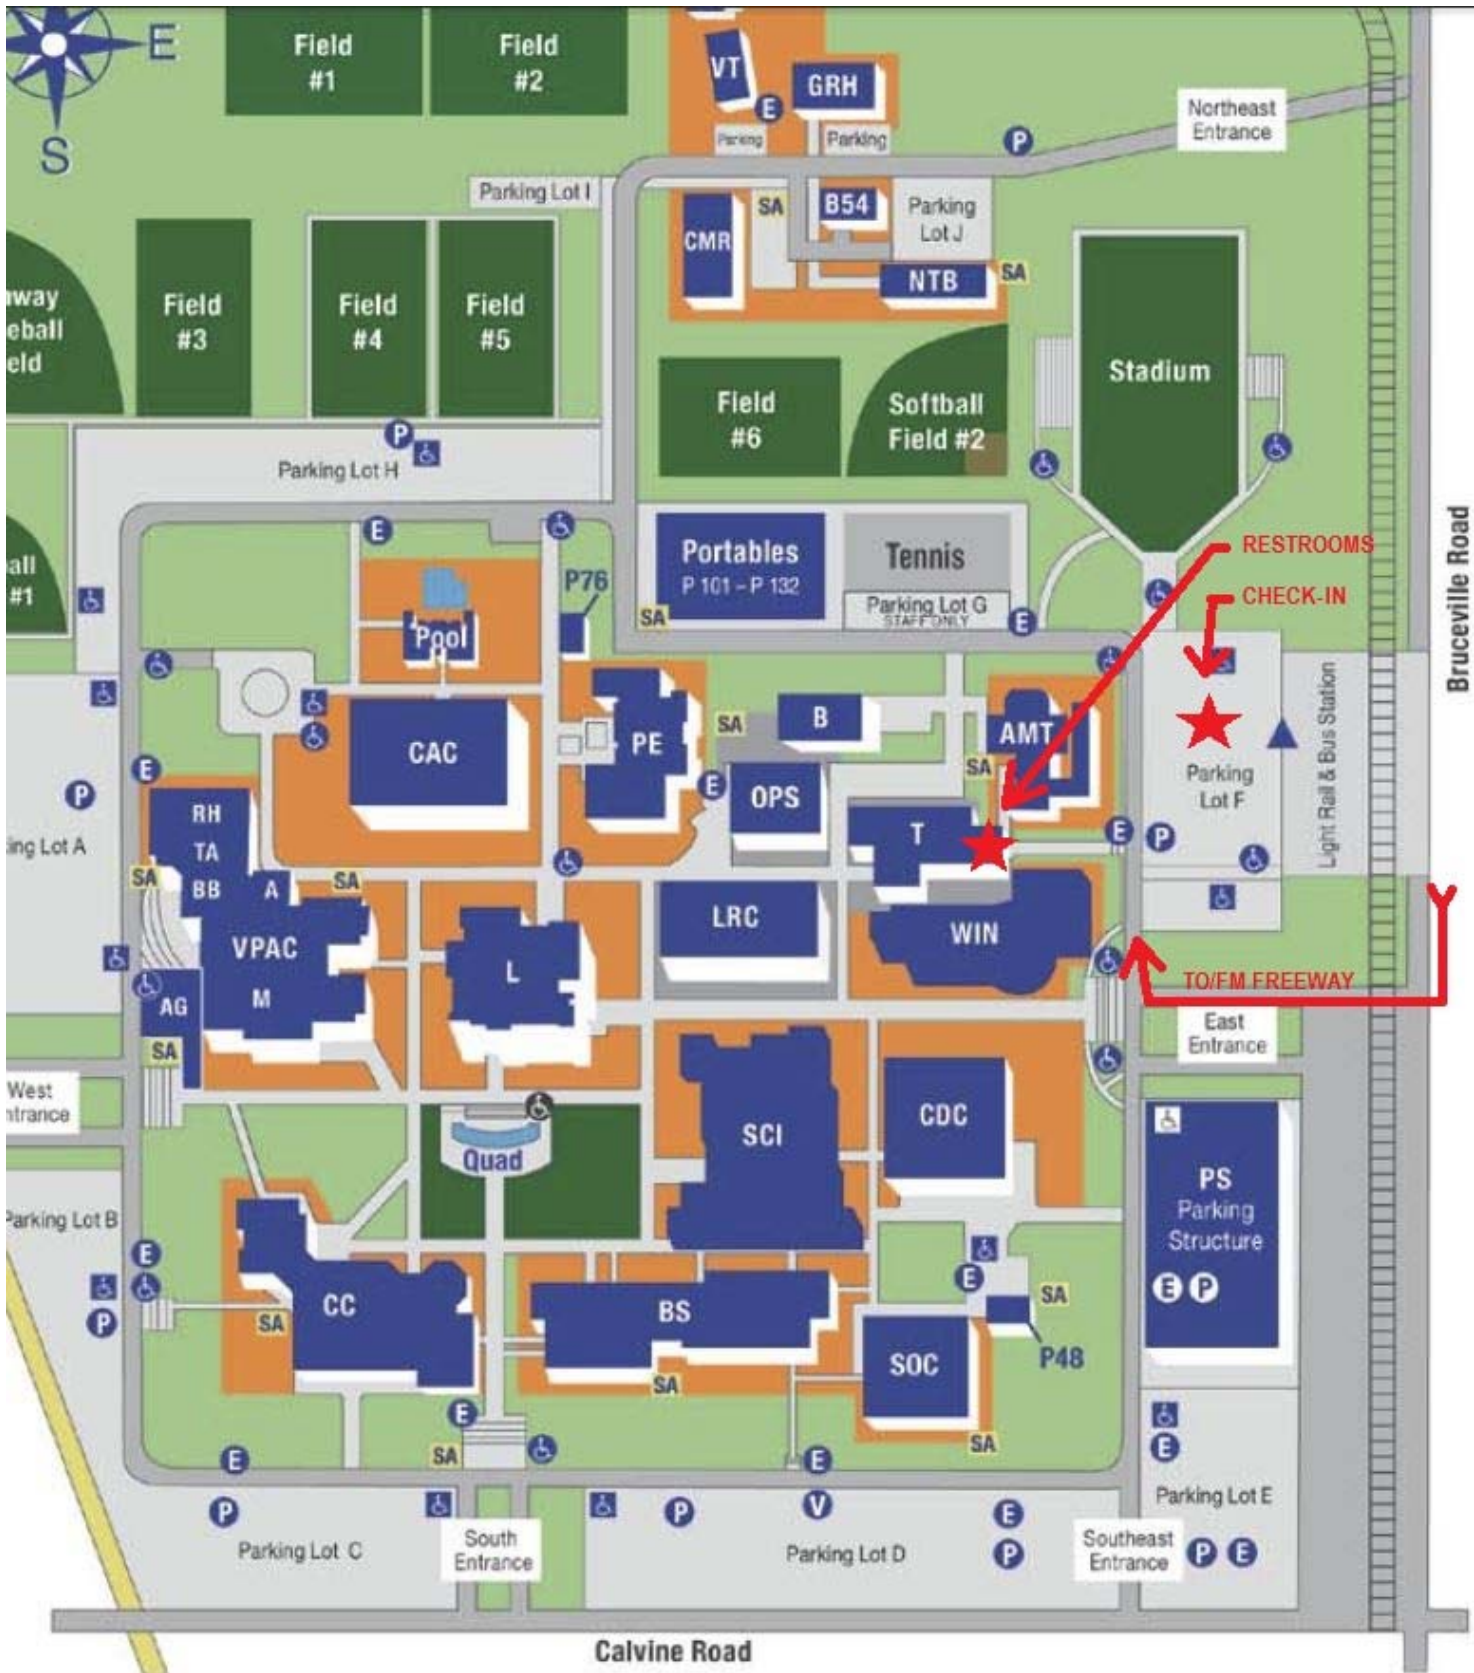 E
S
Field
#1
Field
#2
VT
GRH
E
Parking
Parking
P
Northeast
Entrance
Parking Lot I
SA
B54
Parking
Lot J
CMR
NTB
SA
Field
#3
Field
#4
Field
#5
Stadium
Field
#6
Softball
Field #2
P
Parking Lot H
E
Portables
P 101 – P 132
Tennis
RESTROOMS
Bruceville Road
#1
P76
SA
Parking Lot G
STAFF ONLY
E
CHECK-IN
Pool
CAC
PE
SA
B
AMT
SA
Light Rail & Bus Station
E
P
E
OPS
Parking
Lot F
RH
TA
BB
A
T
E
P
SA
SA
LRC
WIN
VPAC
M
L
AG
TO/FM FREEWAY
East
Entrance
SA
West
SCI
CDC
Quad
PS
Parking
Structure
E
P
Parking Lot B
E
P
CC
SA
BS
SA
E
SA
SOC
P48
SA
E
SA
E
E
E
Parking Lot E
P
P
V
E
P
Parking Lot C
South
Entrance
Parking Lot D
Southeast
Entrance
P
E
Calvine Road